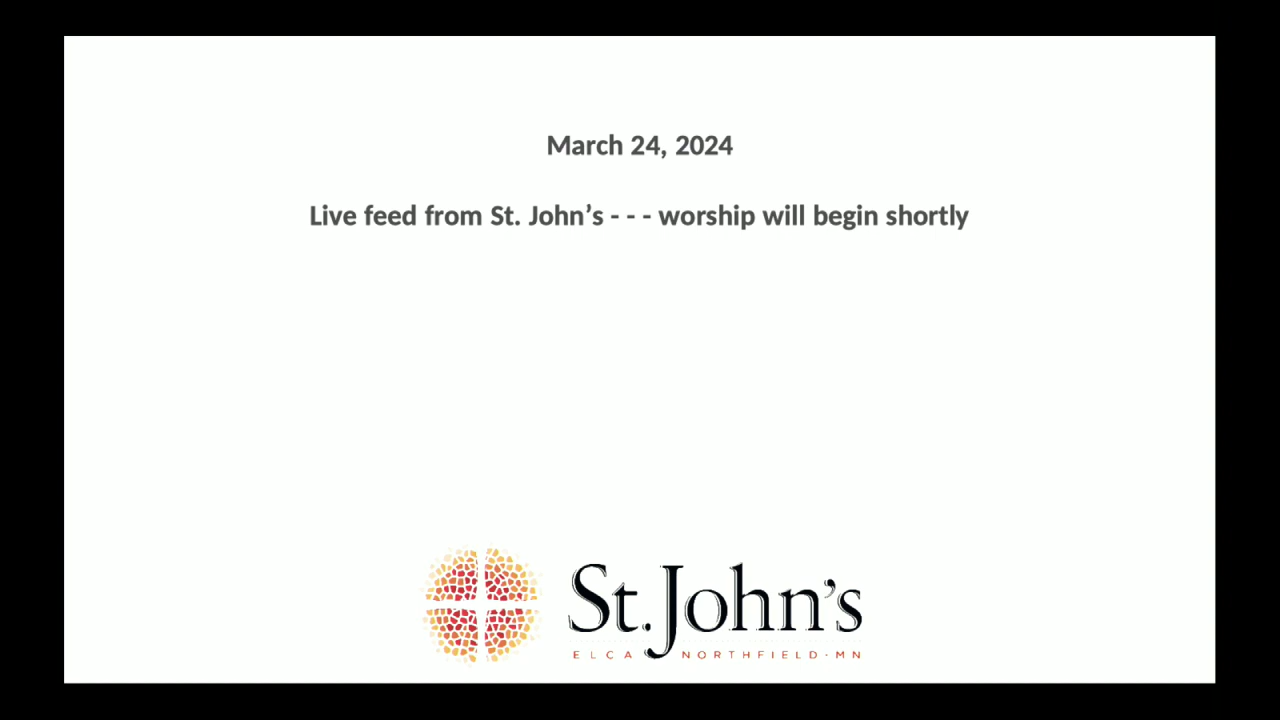 March 24, 2024
Live feed from St. John’s - - - worship will begin shortly
St. John’s
ELCA NORTHFIELD · MN